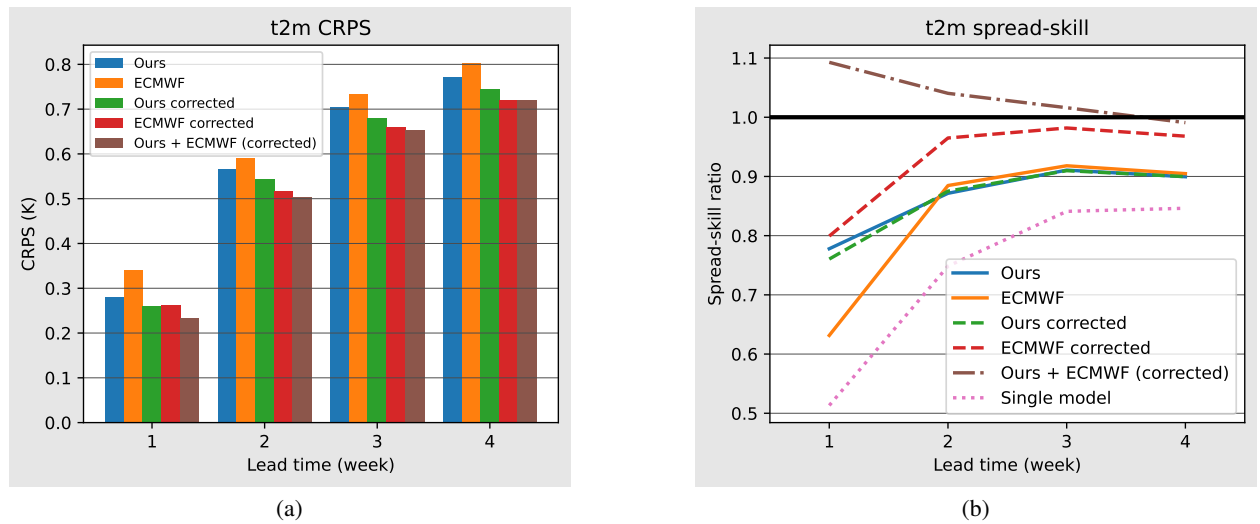 t2m CRPS
CRPS (K)
0.8
0.7
0.6
0.5
0.4
0.3
0.2
0.1
0.0
Ours
ECMWF
Ours corrected
ECMWF corrected
Ours + ECMWF (corrected)
1 2 3 4
Lead time (week)
(a)
t2m spread-skill
Spread-skill ratio
1.1
1.0
0.9
0.8
0.7
0.6
0.5
Ours
ECMWF
Ours corrected
ECMWF corrected
Ours + ECMWF (corrected)
Single model
1 2 3 4
Lead time (week)
(b)